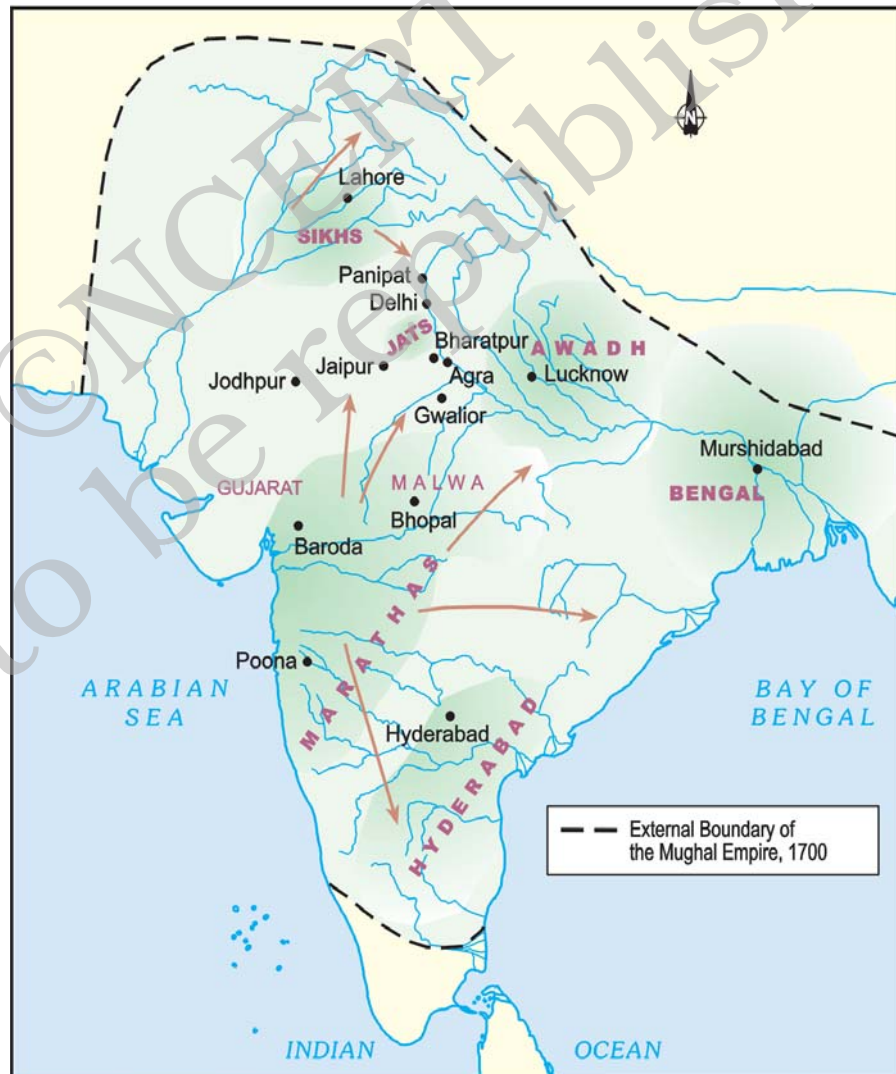 ©NCERT
to be republis
N
Lahore
SIKHS
Panipat
Delhi
JATS
Bharatpur
AWADH
Jaipur
Agra
Lucknow
Jodhpur
Gwalior
Murshidabad
GUJARAT
MALWA
BENGAL
Bhopal
Baroda
MARATHAS
Poona
ARABIAN
SEA
BAY OF
BENGAL
Hyderabad
HYDERABAD
External Boundary of
the Mughal Empire, 1700
INDIAN
OCEAN